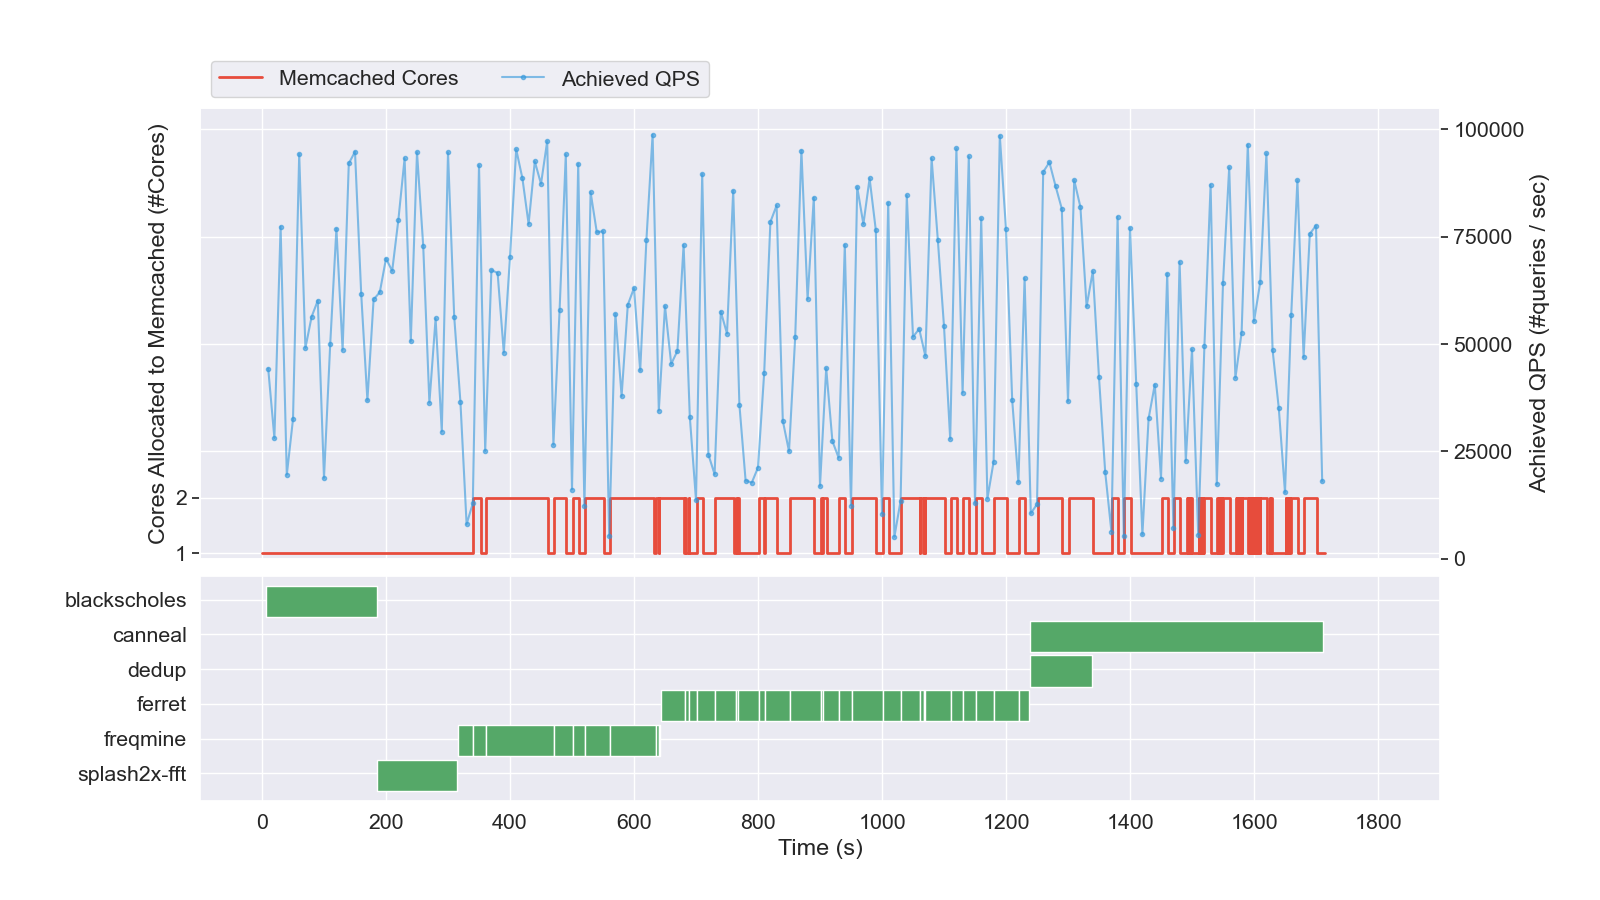 Memcached Cores
Achieved QPS
Cores Allocated to Memcached (#Cores)
2
1
100000
75000
50000
25000
0
Achieved QPS (#queries / sec)
blackscholes
canneal
dedup
ferret
freqmine
splash2x-fft
0 200 400 600 800 1000 1200 1400 1600 1800
Time (s)